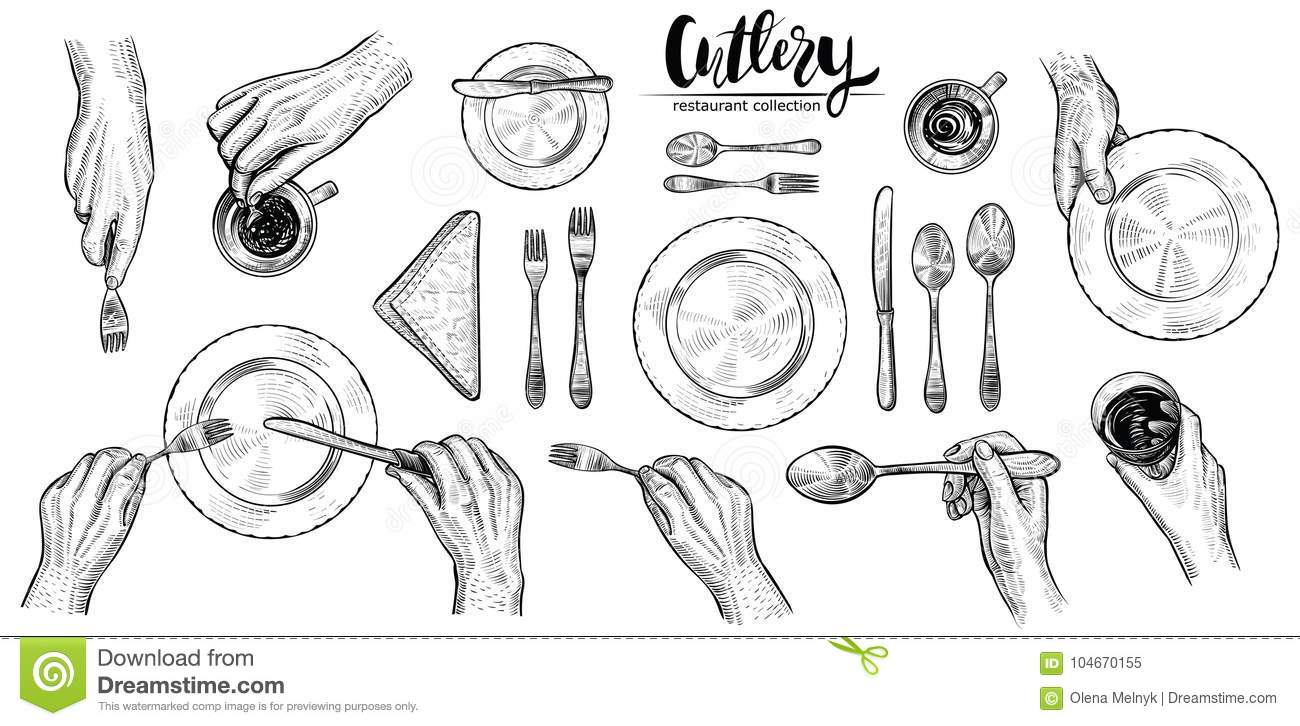 Cutlery
restaurant collection
Download from
Dreamstime.com
This watermarked comp image is for previewing purposes only.
ID 104670155
© Olena Melnyk | Dreamstime.com